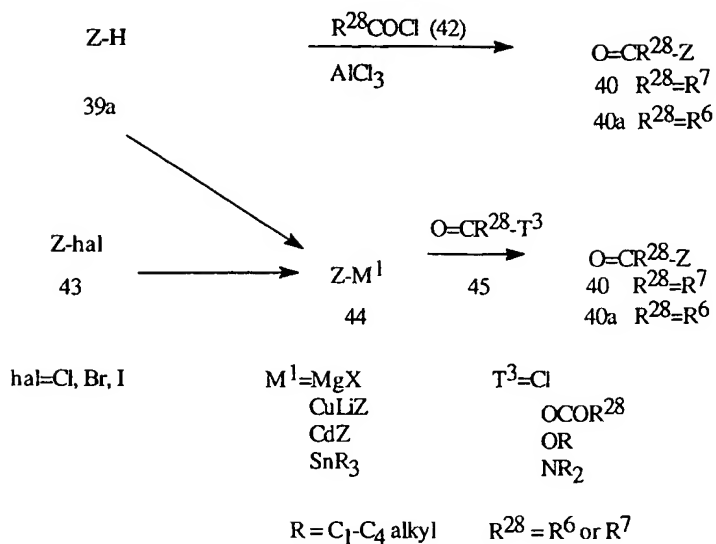 Z-H
R²⁸COCl (42)
AlCl₃
O=CR²⁸-Z
40 R²⁸=R⁷
40a R²⁸=R⁶
39a
Z-hal
43
Z-M¹
44
O=CR²⁸-T³
45
O=CR²⁸-Z
40 R²⁸=R⁷
40a R²⁸=R⁶
hal=Cl, Br, I
M¹=MgX
CuLiZ
CdZ
SnR₃
T³=Cl
OCOR²⁸
OR
NR₂
R = C₁-C₄ alkyl
R²⁸ = R⁶ or R⁷